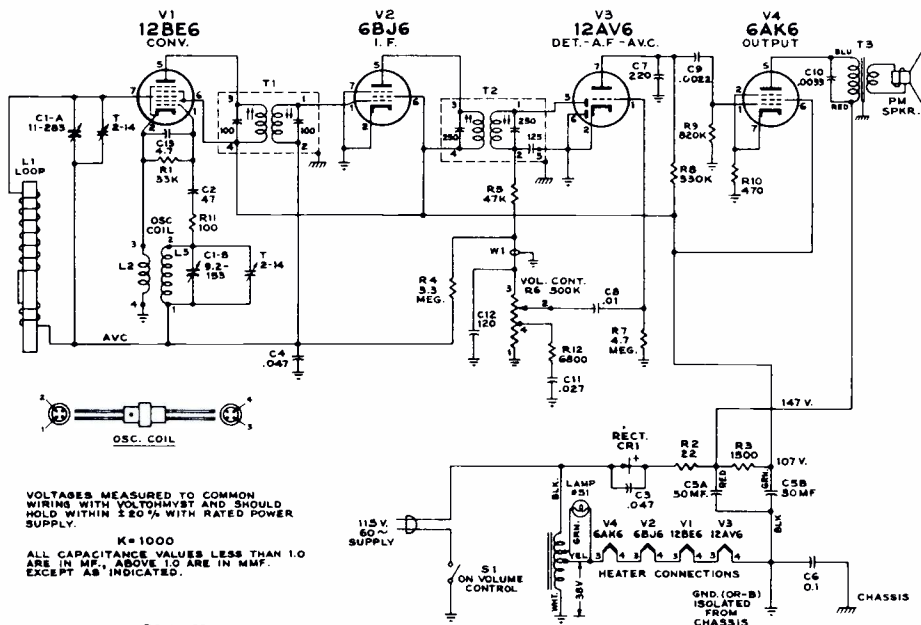 V1
12BE6
CONV.
V2
6BJ6
I. F.
V3
12AV6
DET.-A.F.-A.V.C.
V4
6AK6
OUTPUT
T3
BLU
RED
PM
SPKR.
C1-A
11-283
T
2-14
L1
LOOP
C13
4.7
R1
33K
C2
47
R11
100
OSC
COIL
L2
L3
C1-B
9.2-
153
T
2-14
T1
100
100
T2
250
250
125
C7
220
C9
.0022
C10
.0033
R9
820K
R8
330K
R10
470
R5
47K
W1
VOL. CONT.
R6 500K
C8
.01
R4
3.3
MEG.
C12
120
R12
6800
C11
.027
R7
4.7
MEG.
AVC
C4
.047
OSC. COIL
147 V.
107 V.
RECT.
CR1
R2
22
R3
1500
C3
.047
C5A
50MF.
RED
C5B
50MF
GRN.
BLK
BLK.
LAMP
#51
GRN.
YEL
WHT.
38V
V4
6AK6
V2
6BJ6
V1
12BE6
V3
12AV6
3 4 3 4 3 4 3 4
HEATER CONNECTIONS
GND. (OR-B)
ISOLATED
FROM
CHASSIS
C6
0.1
CHASSIS
115 V.
60~
SUPPLY
S1
ON VOLUME
CONTROL
VOLTAGES MEASURED TO COMMON
WIRING WITH VOLTOHMYST AND SHOULD
HOLD WITHIN ±20% WITH RATED POWER
SUPPLY.
K=1000
ALL CAPACITANCE VALUES LESS THAN 1.0
ARE IN MF., ABOVE 1.0 ARE IN MMF.
EXCEPT AS INDICATED.